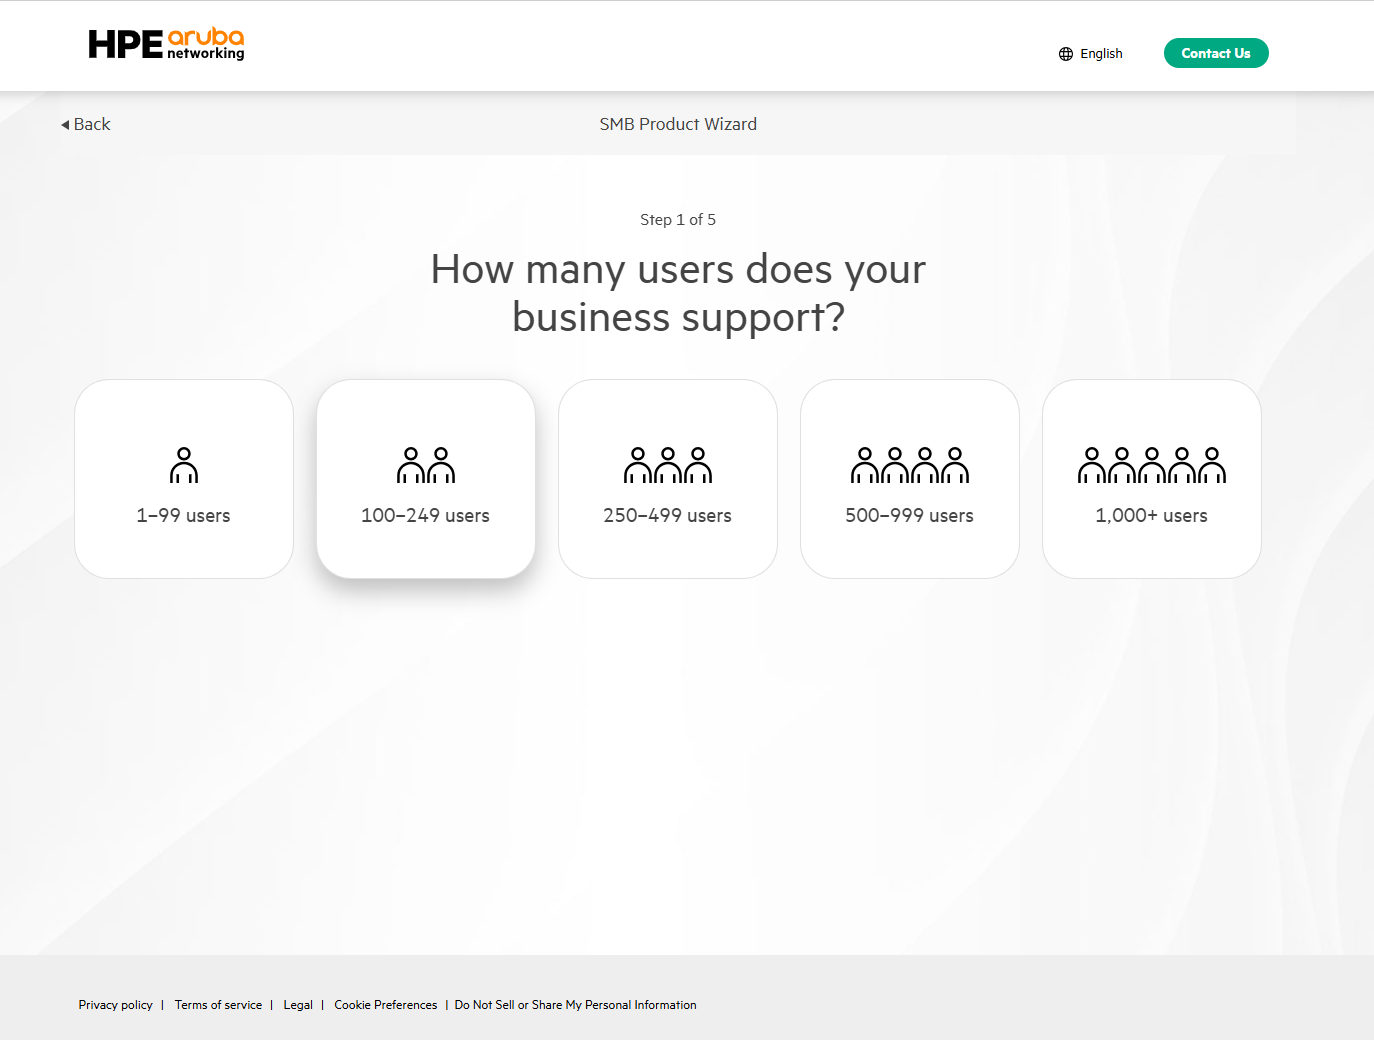 HPE aruba
networking
English
Contact Us
Back
SMB Product Wizard
Step 1 of 5
How many users does your
business support?
1–99 users
100–249 users
250–499 users
500–999 users
1,000+ users
Privacy policy | Terms of service | Legal | Cookie Preferences | Do Not Sell or Share My Personal Information